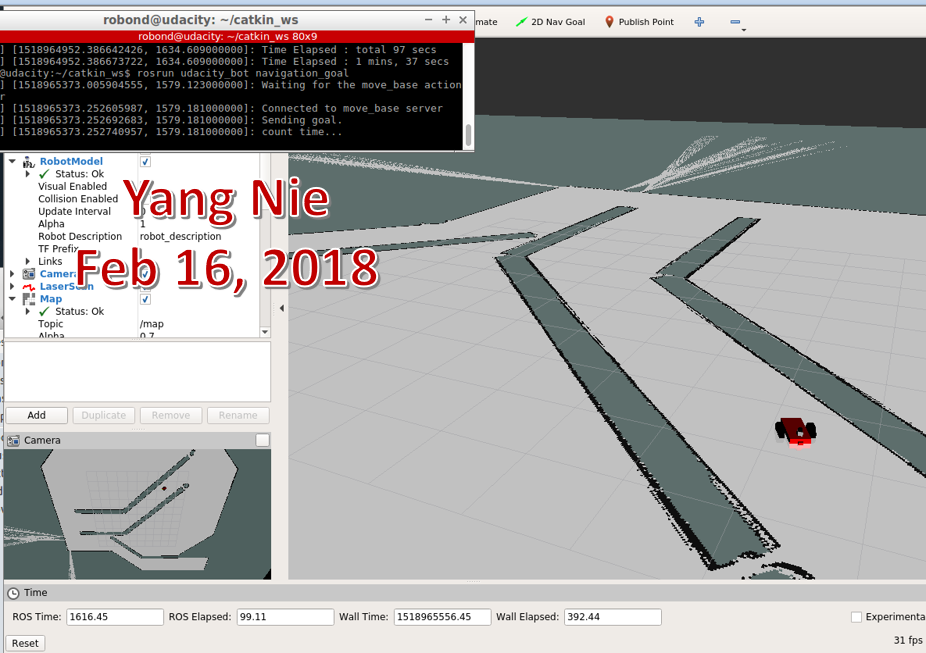 robond@udacity: ~/catkin_ws
robond@udacity: ~/catkin_ws 80x9
] [1518964952.386642426, 1634.609000000]: Time Elapsed : total 97 secs
] [1518964952.386673722, 1634.609000000]: Time Elapsed : 1 mins, 37 secs
@udacity:~/catkin_ws$ rosrun udacity_bot navigation_goal
] [1518965373.005904555, 1579.123000000]: Waiting for the move_base action
r
] [1518965373.252605987, 1579.181000000]: Connected to move_base server
] [1518965373.252692683, 1579.181000000]: Sending goal.
] [1518965373.252740957, 1579.181000000]: count time...
mate 2D Nav Goal Publish Point
RobotModel
Status: Ok
Visual Enabled
Collision Enabled
Update Interval
Alpha 1
Robot Description robot_description
TF Prefix
Links
Camera
LaserScan
Map
Status: Ok
Topic /map
Alpha 0.7
Yang Nie
Feb 16, 2018
Add Duplicate Remove Rename
Camera
Time
ROS Time: 1616.45 ROS Elapsed: 99.11 Wall Time: 1518965556.45 Wall Elapsed: 392.44 Experimenta
Reset 31 fps